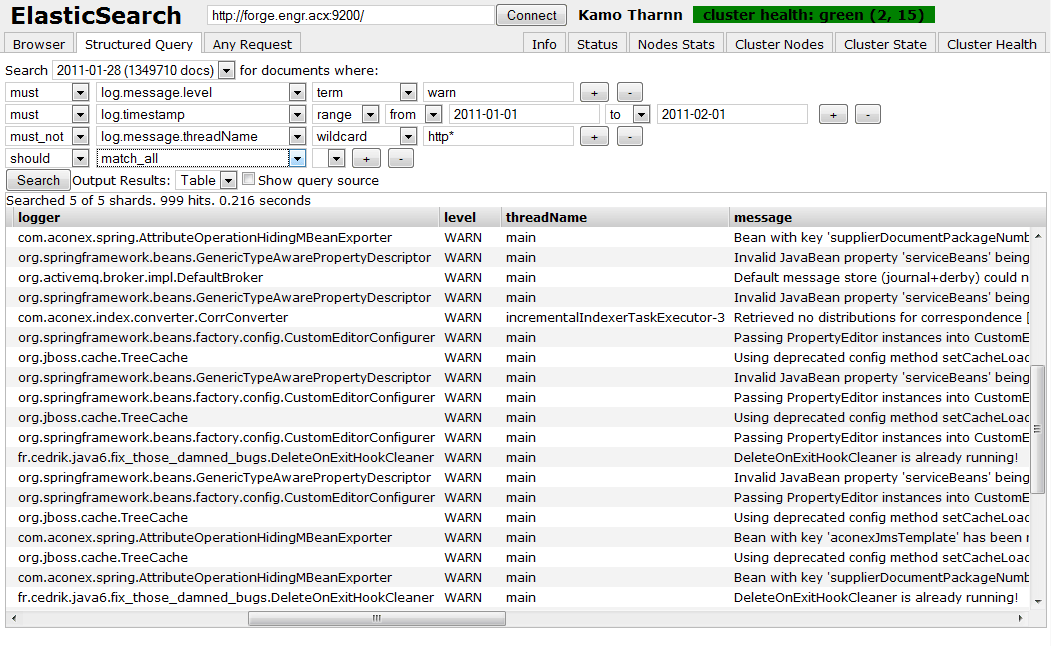 ElasticSearch http://forge.engr.acx:9200/ Connect Kamo Tharnn cluster health: green (2, 15)
Browser Structured Query Any Request Info Status Nodes Stats Cluster Nodes Cluster State Cluster Health
Search 2011-01-28 (1349710 docs) for documents where:
must log.message.level term warn + -
must log.timestamp range from 2011-01-01 to 2011-02-01 + -
must_not log.message.threadName wildcard http* + -
should match_all + -
Search Output Results: Table Show query source
Searched 5 of 5 shards. 999 hits. 0.216 seconds
logger level threadName message
com.aconex.spring.AttributeOperationHidingMBeanExporter WARN main Bean with key 'supplierDocumentPackageNumb
org.springframework.beans.GenericTypeAwarePropertyDescriptor WARN main Invalid JavaBean property 'serviceBeans' being
org.activemq.broker.impl.DefaultBroker WARN main Default message store (journal+derby) could n
org.springframework.beans.GenericTypeAwarePropertyDescriptor WARN main Invalid JavaBean property 'serviceBeans' being
com.aconex.index.converter.CorrConverter WARN incrementalIndexerTaskExecutor-3 Retrieved no distributions for correspondence [
org.springframework.beans.factory.config.CustomEditorConfigurer WARN main Passing PropertyEditor instances into CustomE
org.jboss.cache.TreeCache WARN main Using deprecated config method setCacheLoad
org.springframework.beans.GenericTypeAwarePropertyDescriptor WARN main Invalid JavaBean property 'serviceBeans' being
org.springframework.beans.factory.config.CustomEditorConfigurer WARN main Passing PropertyEditor instances into CustomE
org.jboss.cache.TreeCache WARN main Using deprecated config method setCacheLoad
org.springframework.beans.factory.config.CustomEditorConfigurer WARN main Passing PropertyEditor instances into CustomE
fr.cedrik.java6.fix_those_damned_bugs.DeleteOnExitHookCleaner WARN main DeleteOnExitHookCleaner is already running!
org.springframework.beans.GenericTypeAwarePropertyDescriptor WARN main Invalid JavaBean property 'serviceBeans' being
org.springframework.beans.factory.config.CustomEditorConfigurer WARN main Passing PropertyEditor instances into CustomE
org.jboss.cache.TreeCache WARN main Using deprecated config method setCacheLoad
com.aconex.spring.AttributeOperationHidingMBeanExporter WARN main Bean with key 'aconexJmsTemplate' has been r
org.jboss.cache.TreeCache WARN main Using deprecated config method setCacheLoad
com.aconex.spring.AttributeOperationHidingMBeanExporter WARN main Bean with key 'supplierDocumentPackageNumb
fr.cedrik.java6.fix_those_damned_bugs.DeleteOnExitHookCleaner WARN main DeleteOnExitHookCleaner is already running!